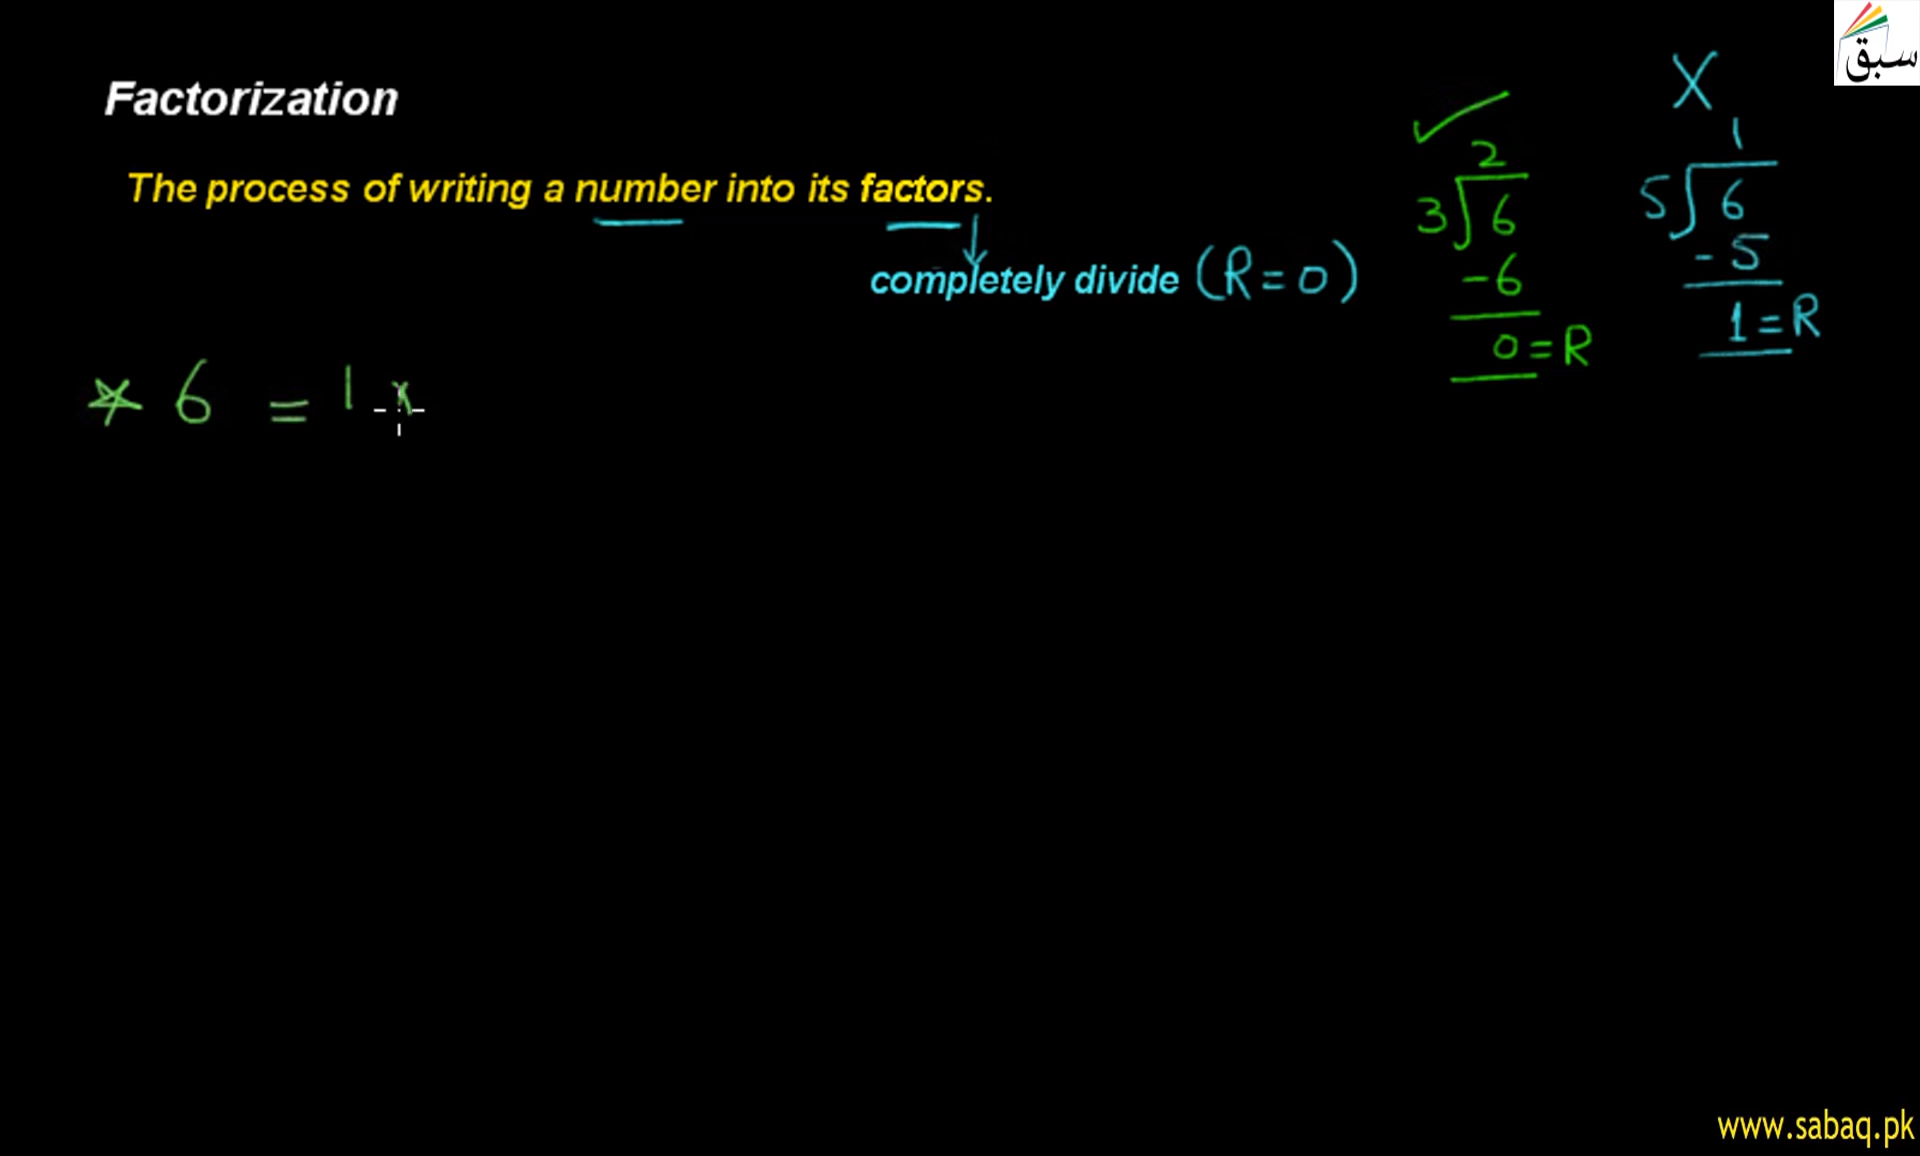 سبق
Factorization
The process of writing a number into its factors.
completely divide (R=0)
* 6 = 1 x
2
3)6
-6
0=R
X
1
5)6
-5
1=R
www.sabaq.pk